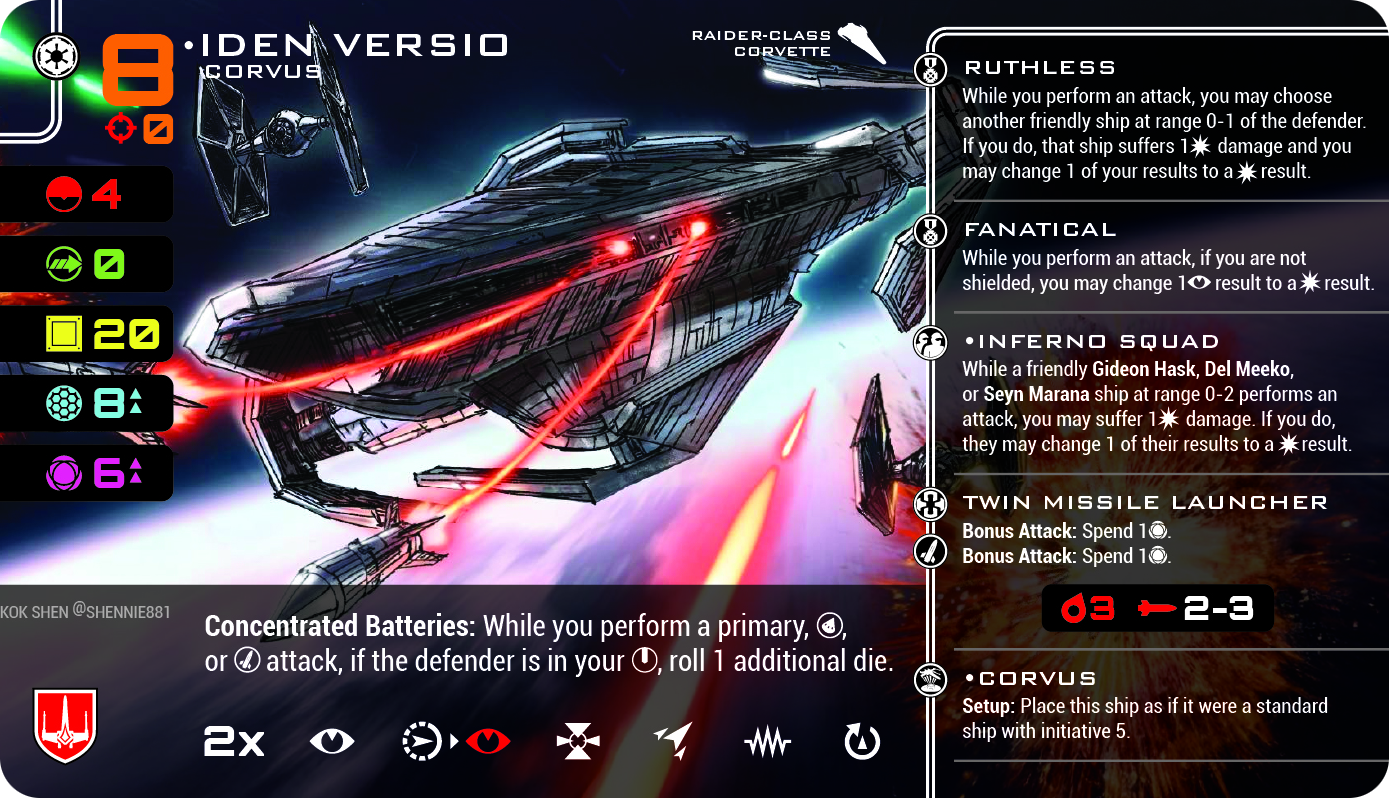 8
0
•IDEN VERSIO
CORVUS
RAIDER-CLASS
CORVETTE
4
0
20
8
6
KOK SHEN @SHENNIE881
Concentrated Batteries: While you perform a primary, ,
or attack, if the defender is in your , roll 1 additional die.
2x
RUTHLESS
While you perform an attack, you may choose
another friendly ship at range 0-1 of the defender.
If you do, that ship suffers 1 damage and you
may change 1 of your results to a result.
FANATICAL
While you perform an attack, if you are not
shielded, you may change 1 result to a result.
•INFERNO SQUAD
While a friendly Gideon Hask, Del Meeko,
or Seyn Marana ship at range 0-2 performs an
attack, you may suffer 1 damage. If you do,
they may change 1 of their results to a result.
TWIN MISSILE LAUNCHER
Bonus Attack: Spend 1.
Bonus Attack: Spend 1.
3 2-3
•CORVUS
Setup: Place this ship as if it were a standard
ship with initiative 5.